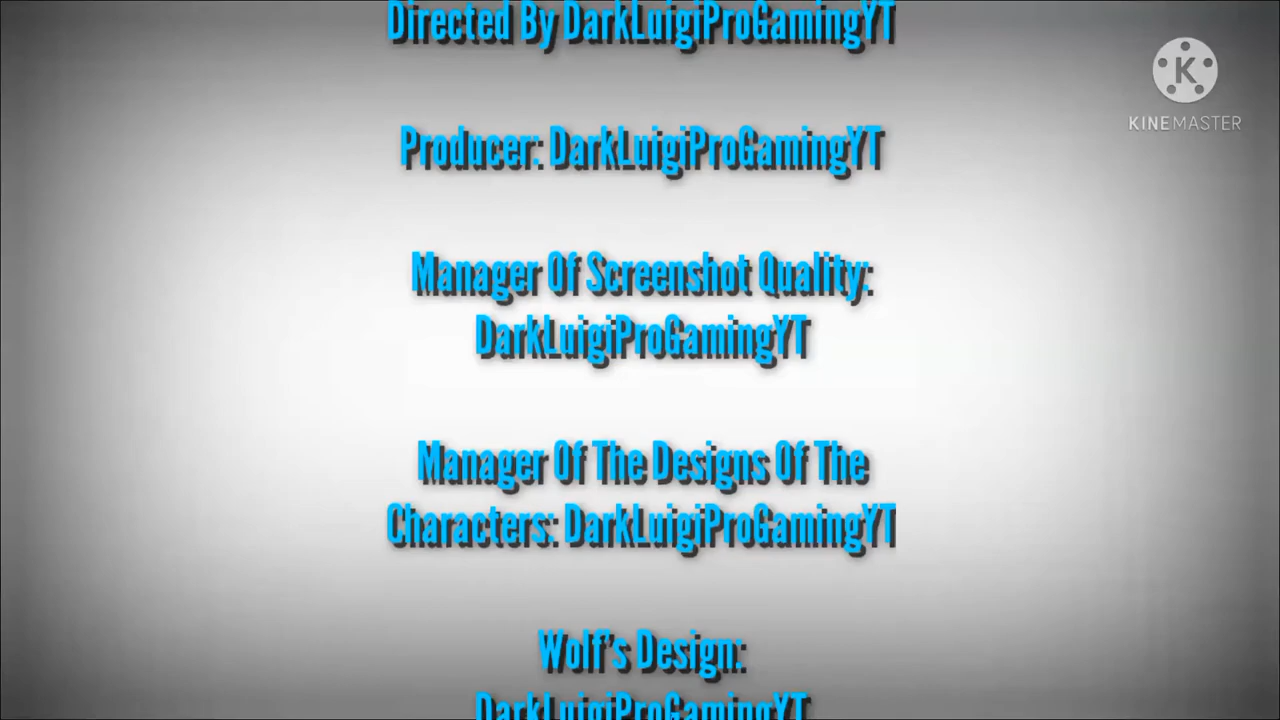 Directed By DarkLuigiProGamingYT
K
KINEMASTER
Producer: DarkLuigiProGamingYT
Manager Of Screenshot Quality:
DarkLuigiProGamingYT
Manager Of The Designs Of The
Characters: DarkLuigiProGamingYT
Wolf's Design:
DarkLuigiProGamingYT